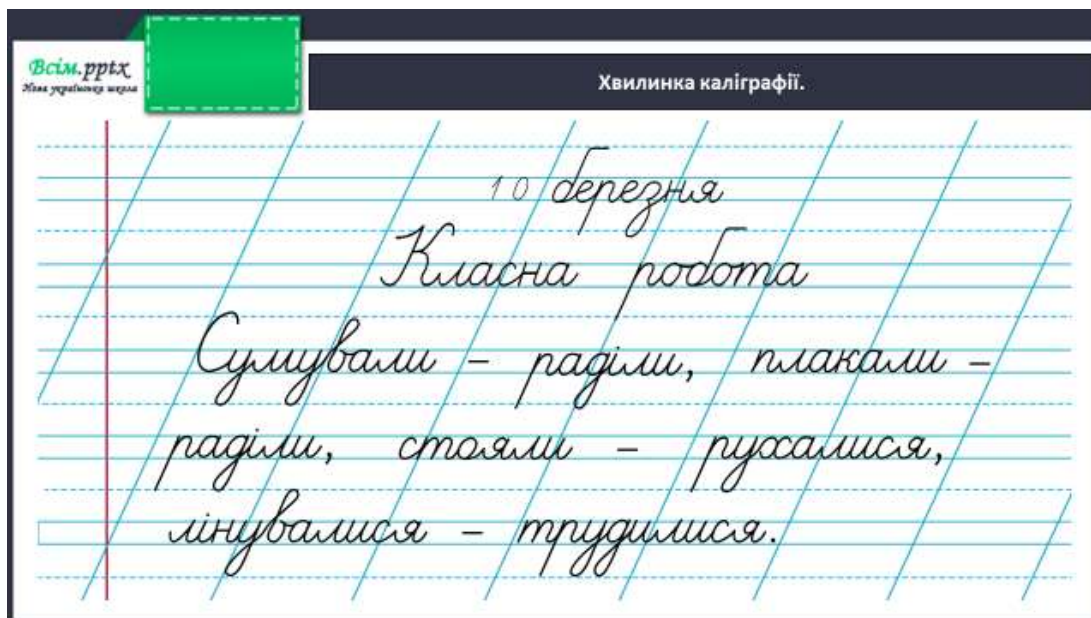 Всім.pptx
Нова українська школа
Хвилинка каліграфії.
10 березня
Класна робота
Сумували – раділи, плакали –
раділи, стояли – рухалися,
лінувалися – трудилися.